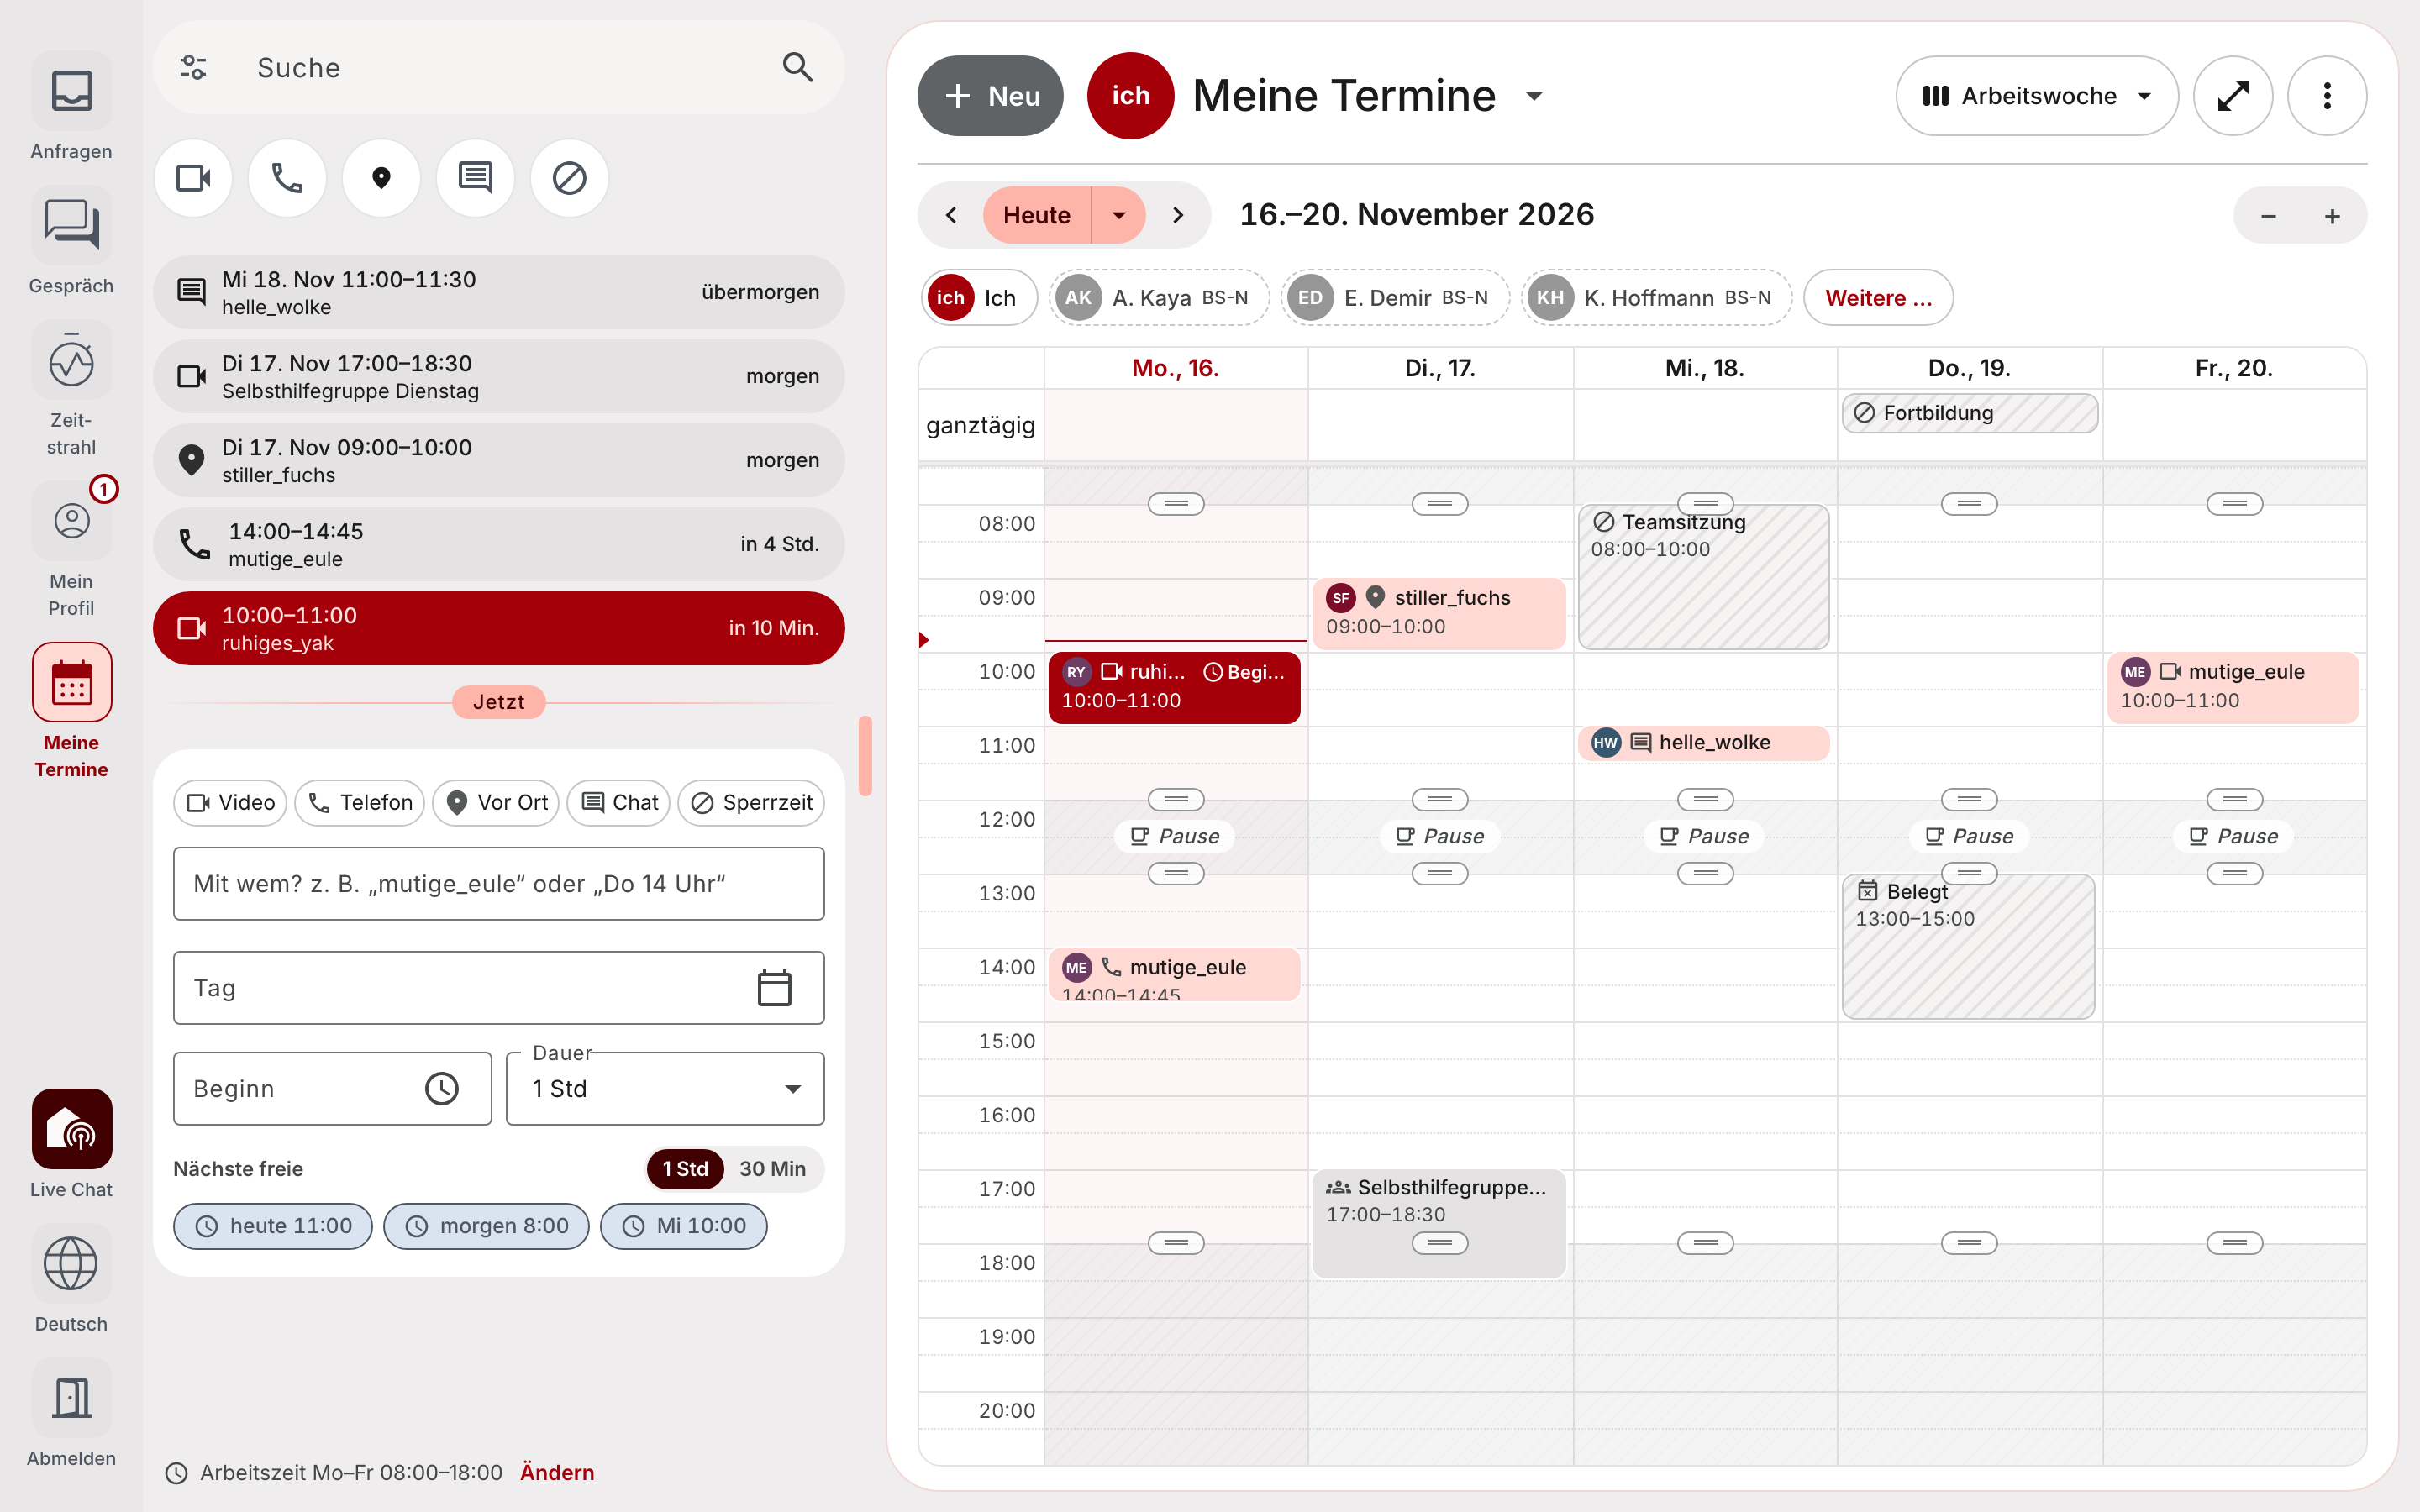 Anfragen
Gespräch
Zeit-
strahl
1
Mein
Profil
Meine
Termine
Live Chat
Deutsch
Abmelden
Suche
Mi 18. Nov 11:00–11:30
helle_wolke
übermorgen
Di 17. Nov 17:00–18:30
Selbsthilfegruppe Dienstag
morgen
Di 17. Nov 09:00–10:00
stiller_fuchs
morgen
14:00–14:45
mutige_eule
in 4 Std.
10:00–11:00
ruhiges_yak
in 10 Min.
Jetzt
Video
Telefon
Vor Ort
Chat
Sperrzeit
Mit wem? z. B. „mutige_eule“ oder „Do 14 Uhr“
Tag
Beginn
Dauer
1 Std
Nächste freie
1 Std
30 Min
heute 11:00
morgen 8:00
Mi 10:00
Arbeitszeit Mo–Fr 08:00–18:00 Ändern
+ Neu
ich
Meine Termine
Arbeitswoche
Heute
16.–20. November 2026
− +
ich Ich
AK A. Kaya BS-N
ED E. Demir BS-N
KH K. Hoffmann BS-N
Weitere ...
Mo., 16.
Di., 17.
Mi., 18.
Do., 19.
Fr., 20.
ganztägig
Fortbildung
08:00
Teamsitzung
08:00–10:00
09:00
SF stiller_fuchs
09:00–10:00
10:00
RY ruhi... Begi...
10:00–11:00
ME mutige_eule
10:00–11:00
11:00
HW helle_wolke
12:00
Pause
Pause
Pause
Pause
Pause
13:00
Belegt
13:00–15:00
14:00
ME mutige_eule
14:00–14:45
15:00
16:00
17:00
Selbsthilfegruppe...
17:00–18:30
18:00
19:00
20:00